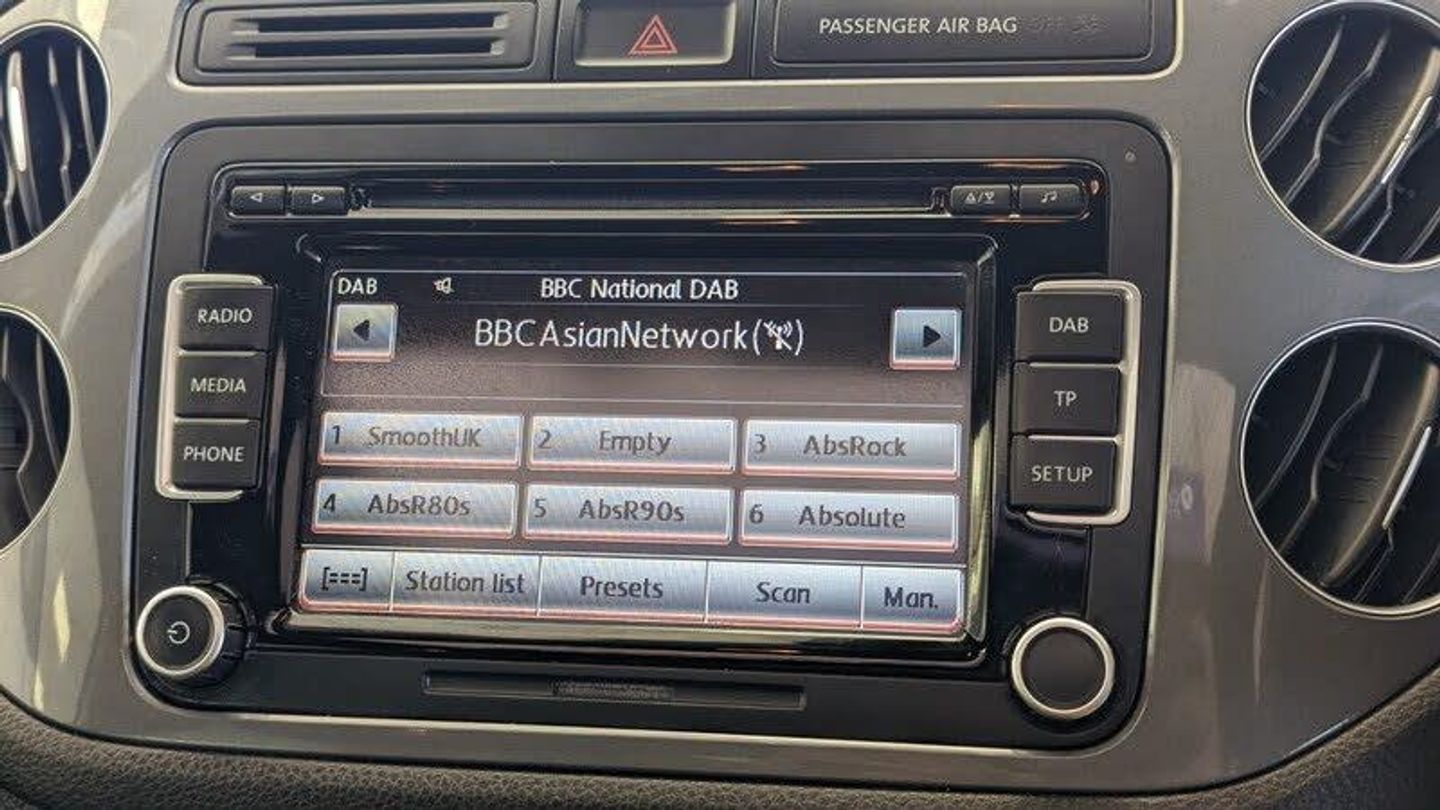 PASSENGER AIR BAG
RADIO
MEDIA
PHONE
DAB
BBC National DAB
BBCAsianNetwork( )
1 SmoothUK
2 Empty
3 AbsRock
4 AbsR80s
5 AbsR90s
6 Absolute
[===]
Station list
Presets
Scan
Man.
DAB
TP
SETUP